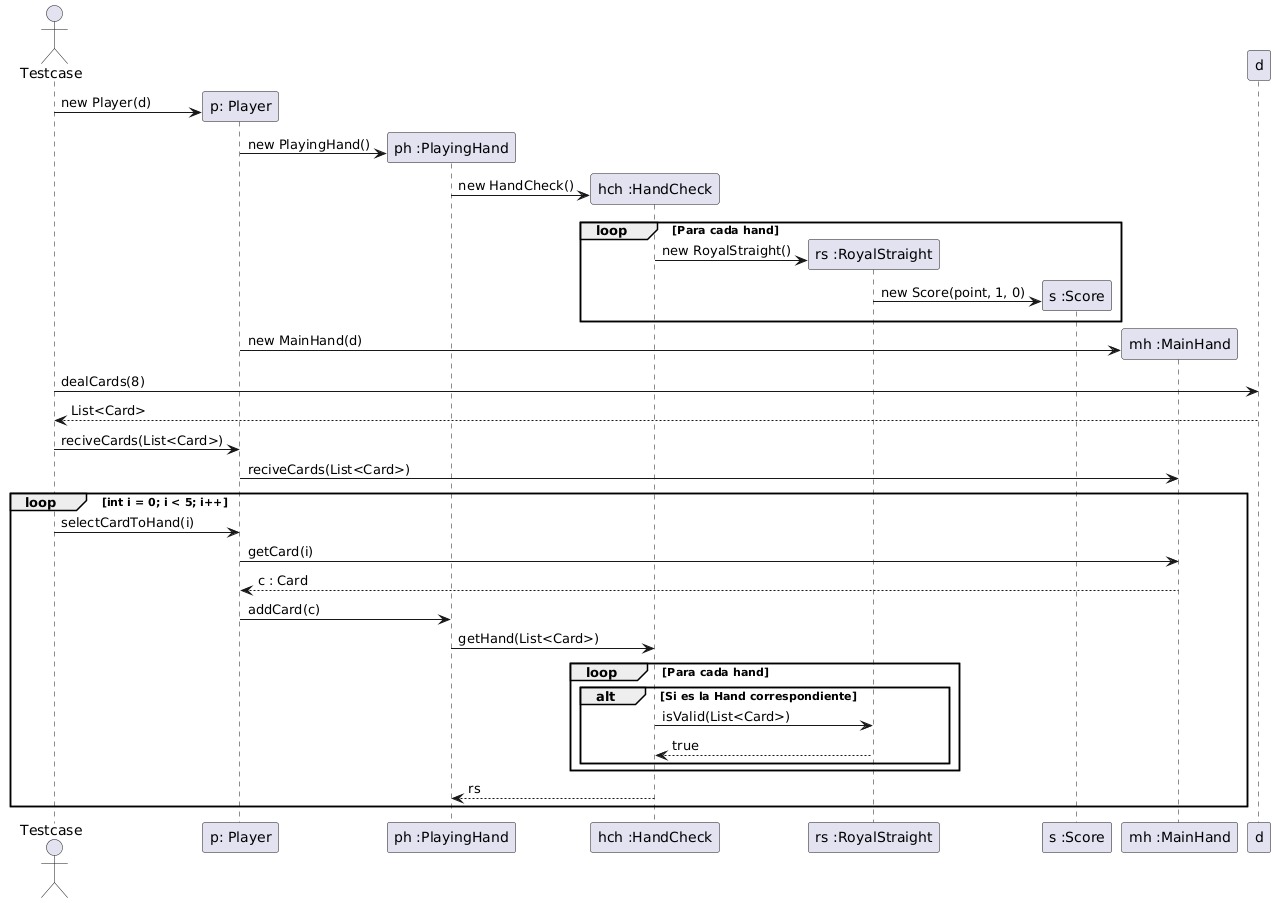 Testcase
d
new Player(d)
p: Player
new PlayingHand()
ph :PlayingHand
new HandCheck()
hch :HandCheck
loop [Para cada hand]
new RoyalStraight()
rs :RoyalStraight
new Score(point, 1, 0)
s :Score
new MainHand(d)
mh :MainHand
dealCards(8)
List<Card>
reciveCards(List<Card>)
reciveCards(List<Card>)
loop [int i = 0; i < 5; i++]
selectCardToHand(i)
getCard(i)
c : Card
addCard(c)
getHand(List<Card>)
loop [Para cada hand]
alt [Si es la Hand correspondiente]
isValid(List<Card>)
true
rs
Testcase
p: Player
ph :PlayingHand
hch :HandCheck
rs :RoyalStraight
s :Score
mh :MainHand
d